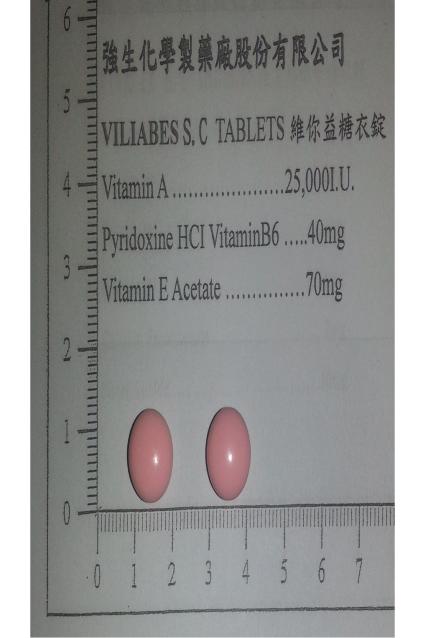 強生化學製藥廠股份有限公司
VILIABES S. C TABLETS 維你益糖衣錠
Vitamin A .....................25,000I.U.
Pyridoxine HCI VitaminB6 .....40mg
Vitamin E Acetate ...............70mg
6
5
4
3
2
1
0
0 1 2 3 4 5 6 7